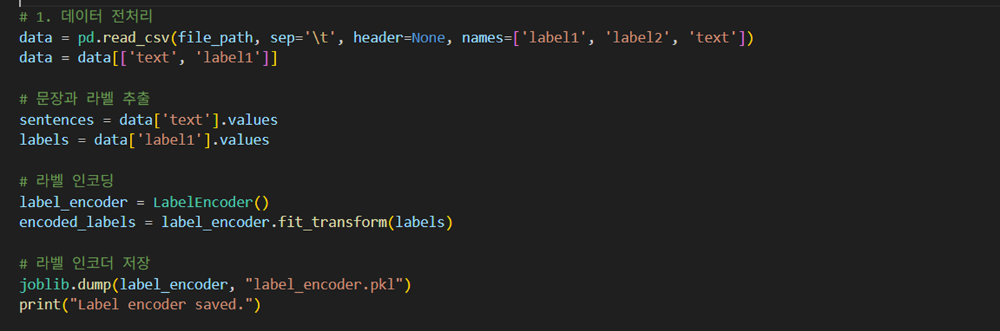 # 1. 데이터 전처리
data = pd.read_csv(file_path, sep='\t', header=None, names=['label1', 'label2', 'text'])
data = data[['text', 'label1']]
# 문장과 라벨 추출
sentences = data['text'].values
labels = data['label1'].values
# 라벨 인코딩
label_encoder = LabelEncoder()
encoded_labels = label_encoder.fit_transform(labels)
# 라벨 인코더 저장
joblib.dump(label_encoder, "label_encoder.pkl")
print("Label encoder saved.")